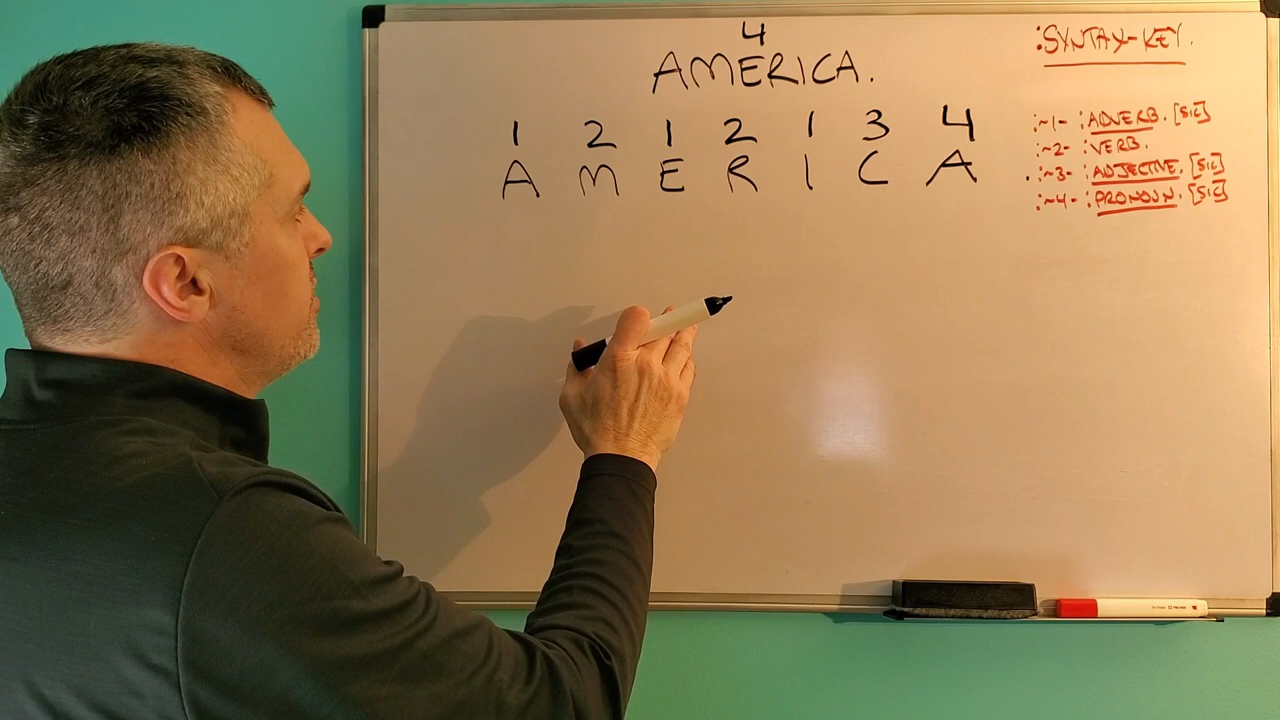 4
AMERICA.
1 2 1 2 1 3 4
A M E R I C A
:SYNTAX-KEY.
:~1- :ADVERB. [SIC]
:~2- :VERB.
:~3- :ADJECTIVE. [SIC]
:~4- :PRONOUN. [SIC]